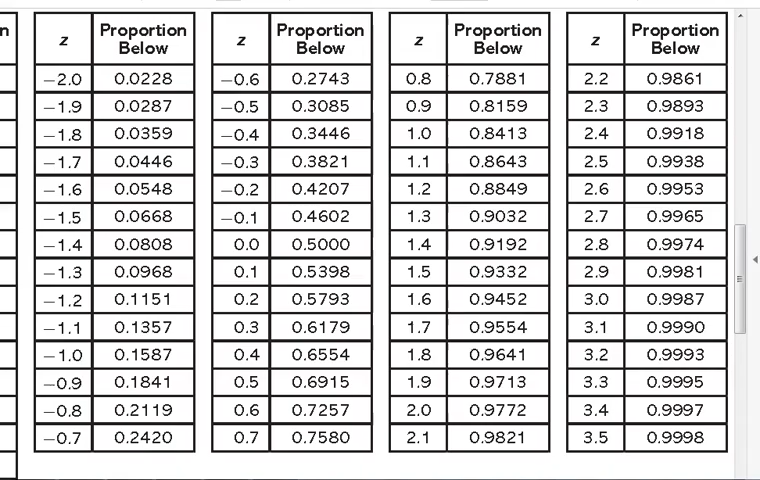 n
z Proportion Below z Proportion Below z Proportion Below z Proportion Below
−2.0 0.0228 −0.6 0.2743 0.8 0.7881 2.2 0.9861
−1.9 0.0287 −0.5 0.3085 0.9 0.8159 2.3 0.9893
−1.8 0.0359 −0.4 0.3446 1.0 0.8413 2.4 0.9918
−1.7 0.0446 −0.3 0.3821 1.1 0.8643 2.5 0.9938
−1.6 0.0548 −0.2 0.4207 1.2 0.8849 2.6 0.9953
−1.5 0.0668 −0.1 0.4602 1.3 0.9032 2.7 0.9965
−1.4 0.0808 0.0 0.5000 1.4 0.9192 2.8 0.9974
−1.3 0.0968 0.1 0.5398 1.5 0.9332 2.9 0.9981
−1.2 0.1151 0.2 0.5793 1.6 0.9452 3.0 0.9987
−1.1 0.1357 0.3 0.6179 1.7 0.9554 3.1 0.9990
−1.0 0.1587 0.4 0.6554 1.8 0.9641 3.2 0.9993
−0.9 0.1841 0.5 0.6915 1.9 0.9713 3.3 0.9995
−0.8 0.2119 0.6 0.7257 2.0 0.9772 3.4 0.9997
−0.7 0.2420 0.7 0.7580 2.1 0.9821 3.5 0.9998